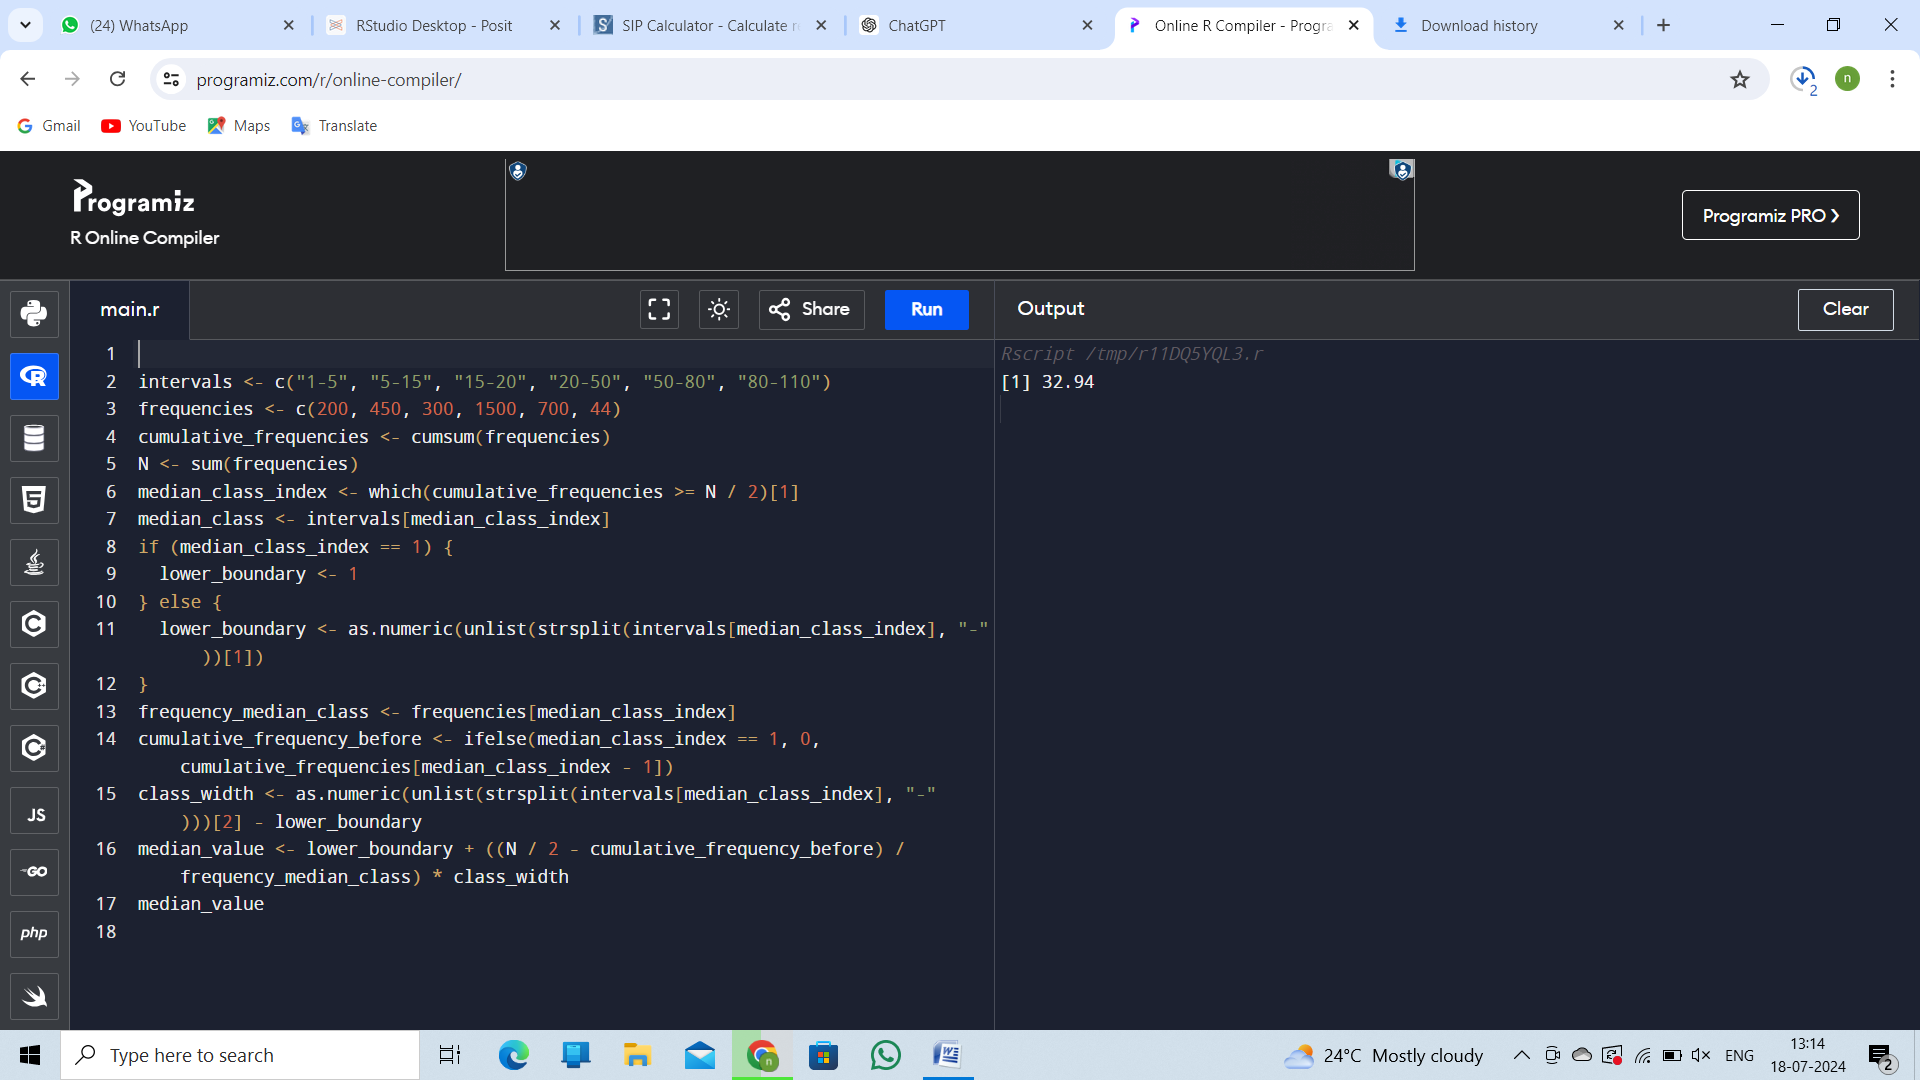 (24) WhatsApp
RStudio Desktop - Posit
SIP Calculator - Calculate re
ChatGPT
Online R Compiler - Progra
Download history
programiz.com/r/online-compiler/
2
n
Gmail
YouTube
Maps
Translate
Programiz
R Online Compiler
Programiz PRO
main.r
Share
Run
Output
Clear
1
2 intervals <- c("1-5", "5-15", "15-20", "20-50", "50-80", "80-110")
3 frequencies <- c(200, 450, 300, 1500, 700, 44)
4 cumulative_frequencies <- cumsum(frequencies)
5 N <- sum(frequencies)
6 median_class_index <- which(cumulative_frequencies >= N / 2)[1]
7 median_class <- intervals[median_class_index]
8 if (median_class_index == 1) {
9 lower_boundary <- 1
10 } else {
11 lower_boundary <- as.numeric(unlist(strsplit(intervals[median_class_index], "-"
))[1])
12 }
13 frequency_median_class <- frequencies[median_class_index]
14 cumulative_frequency_before <- ifelse(median_class_index == 1, 0,
cumulative_frequencies[median_class_index - 1])
15 class_width <- as.numeric(unlist(strsplit(intervals[median_class_index], "-"
)))[2] - lower_boundary
16 median_value <- lower_boundary + ((N / 2 - cumulative_frequency_before) /
frequency_median_class) * class_width
17 median_value
18
Rscript /tmp/r11DQ5YQL3.r
[1] 32.94
R
5
C
C++
C#
JS
GO
php
Type here to search
24°C Mostly cloudy
ENG
13:14
18-07-2024
2